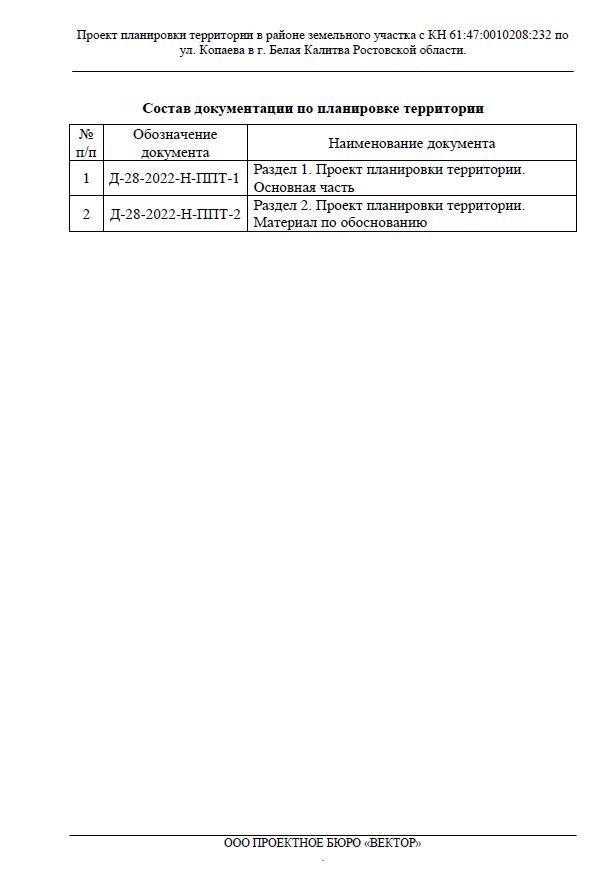 Проект планировки территории в районе земельного участка с КН 61:47:0010208:232 по
ул. Копаева в г. Белая Калитва Ростовской области.
Состав документации по планировке территории
№ п/п Обозначение документа Наименование документа
1 Д-28-2022-Н-ППТ-1 Раздел 1. Проект планировки территории.
Основная часть
2 Д-28-2022-Н-ППТ-2 Раздел 2. Проект планировки территории.
Материал по обоснованию
ООО ПРОЕКТНОЕ БЮРО «ВЕКТОР»
.